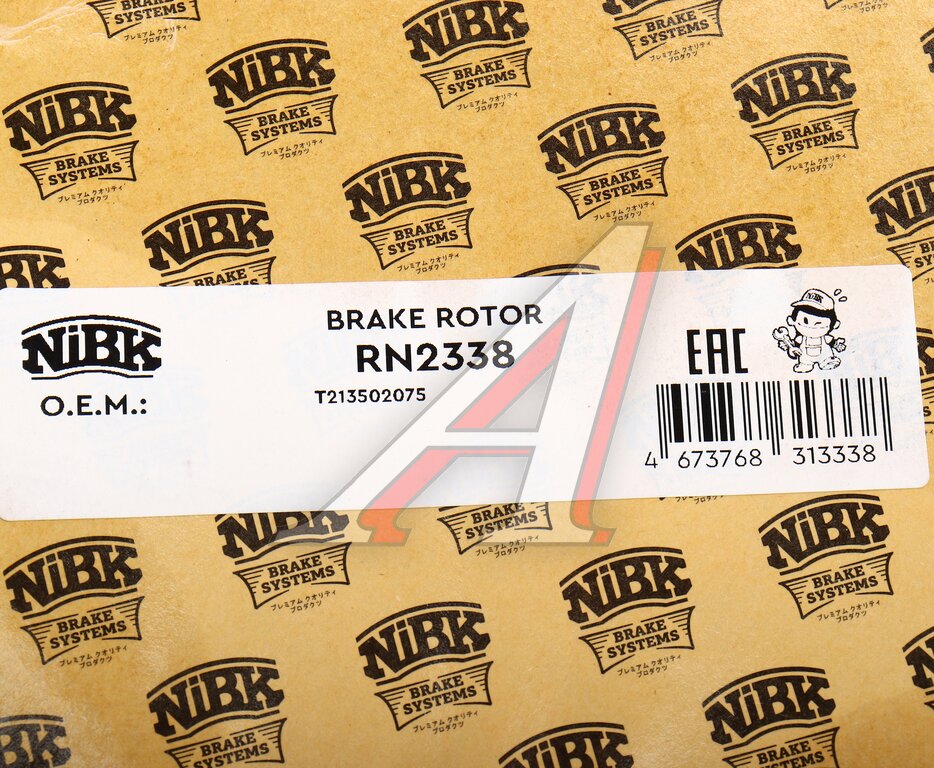 NiBK
BRAKE
SYSTEMS
プレミアム クオリティ
プロダクツ
NiBK
O.E.M.:
BRAKE ROTOR
RN2338
T213502075
EAC
4 673768 313338
A